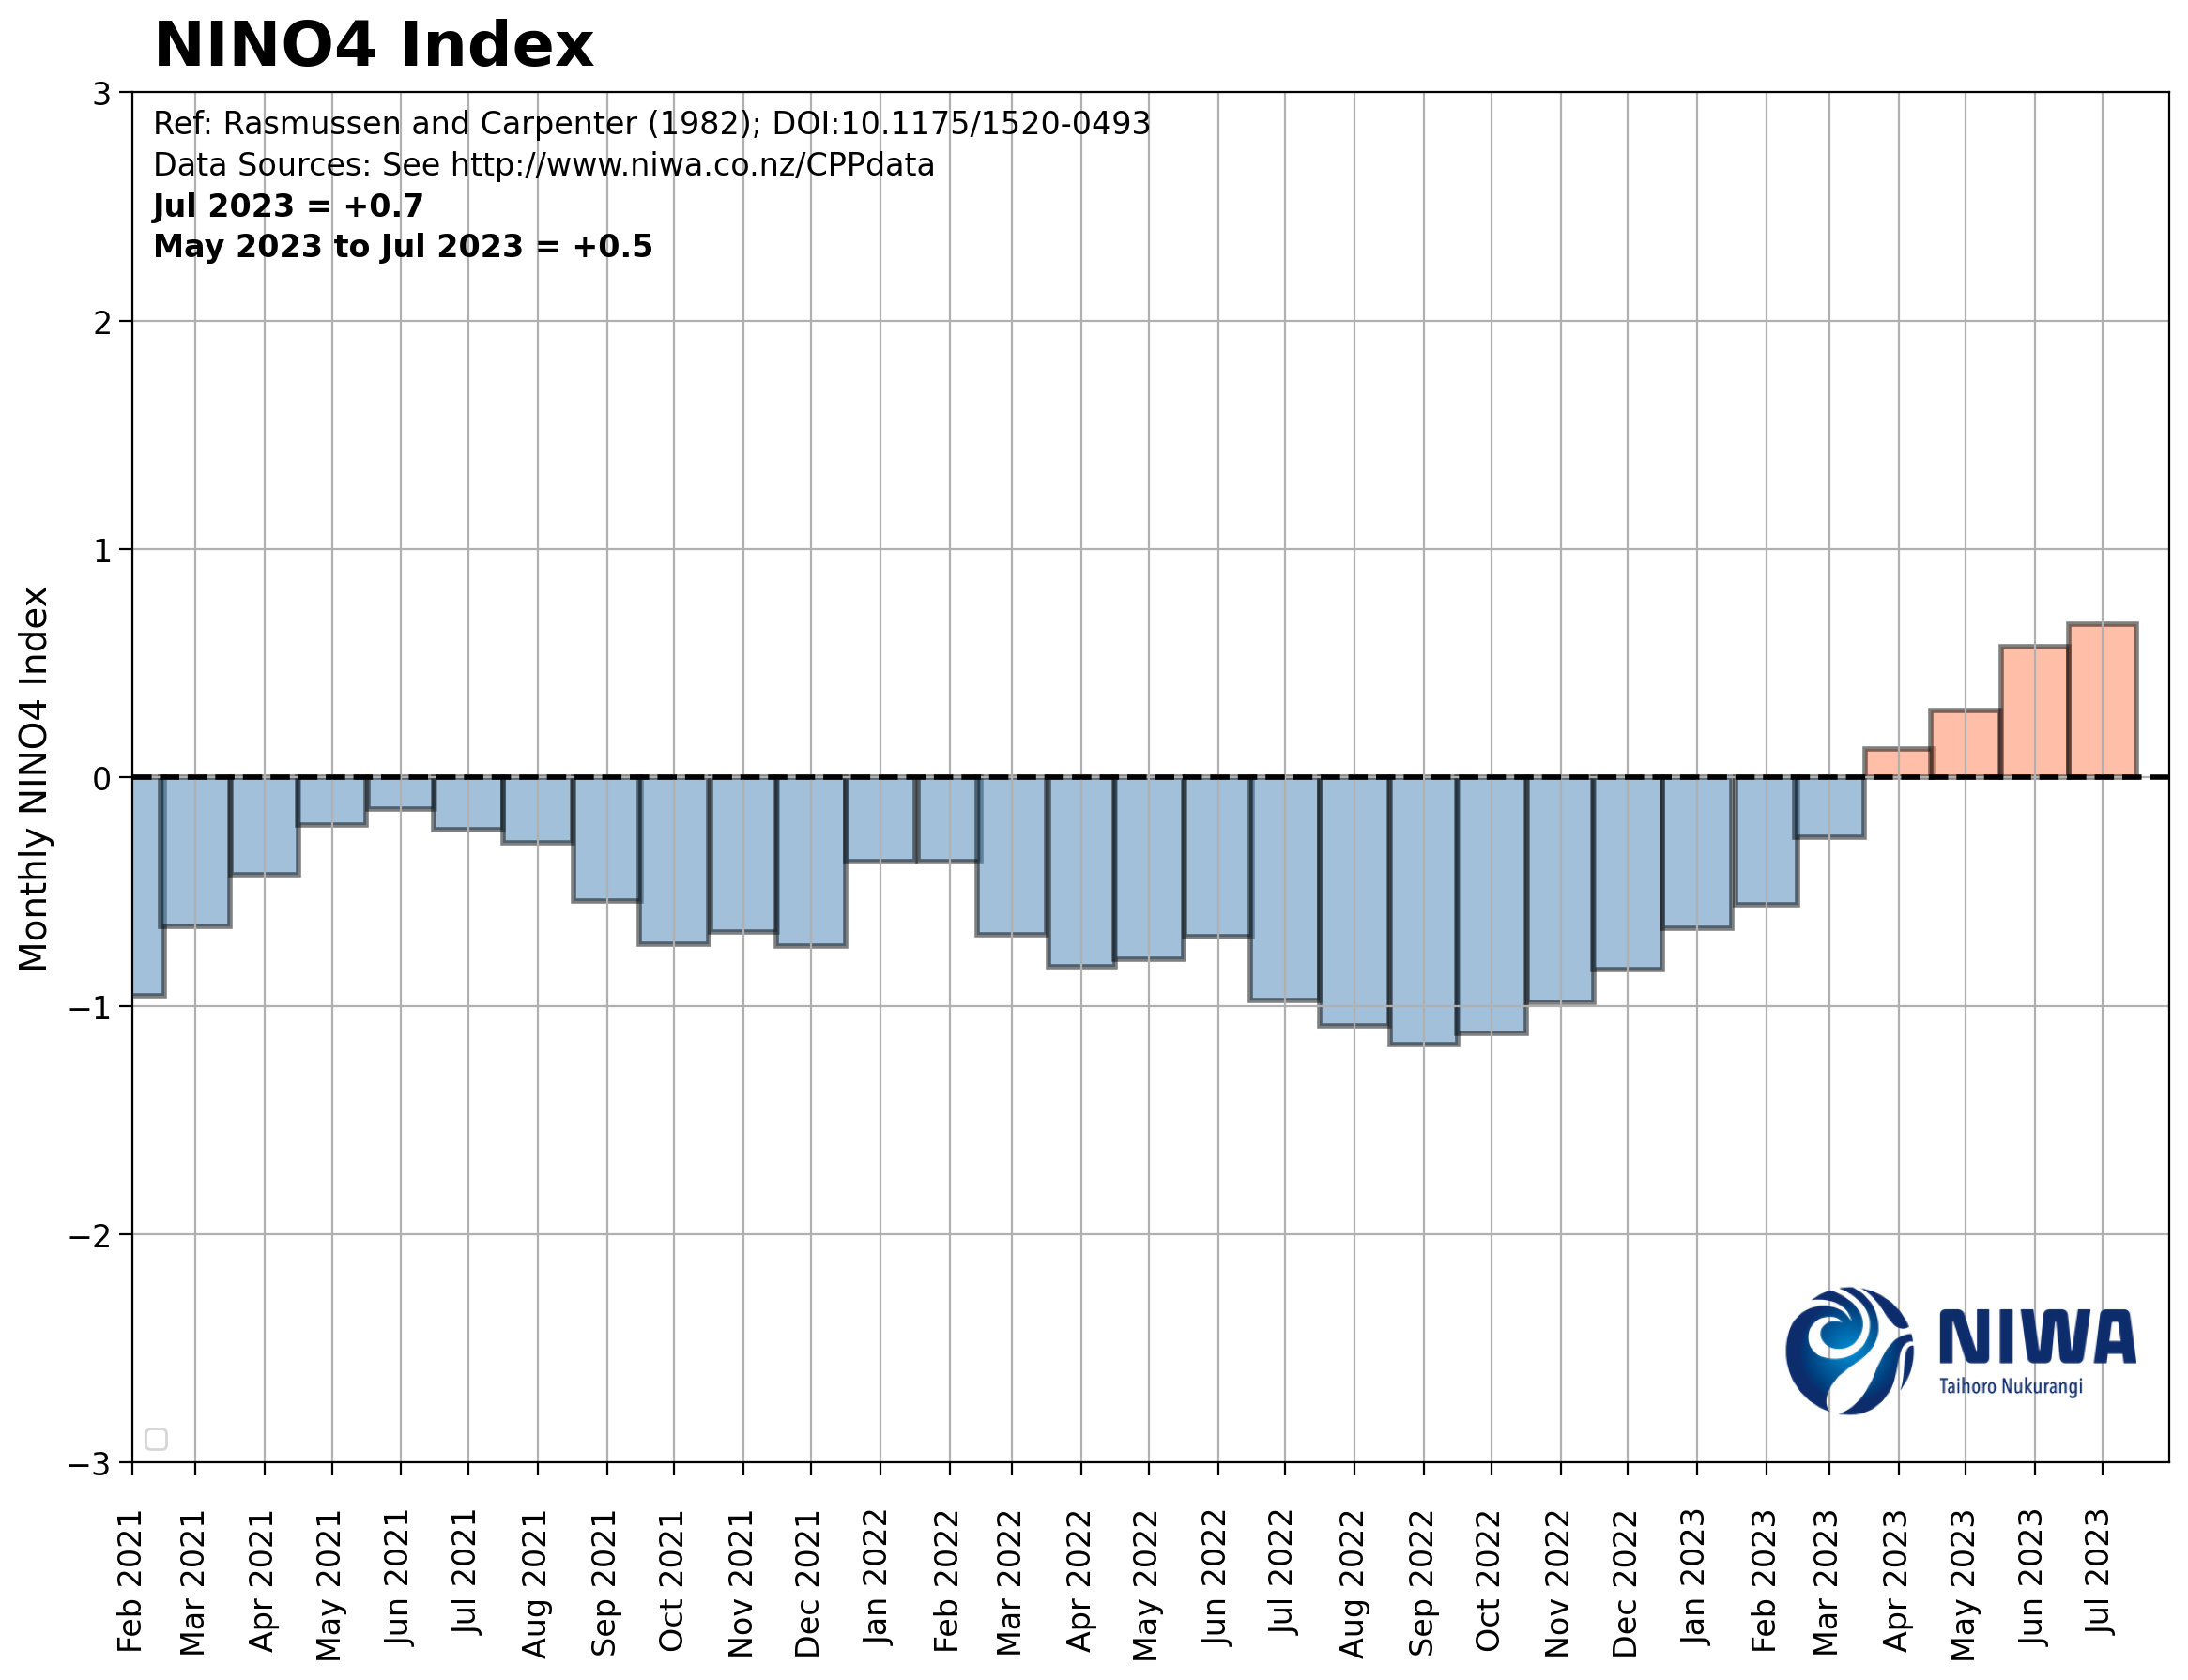 NINO4 Index
Ref: Rasmussen and Carpenter (1982); DOI:10.1175/1520-0493
Data Sources: See http://www.niwa.co.nz/CPPdata
Jul 2023 = +0.7
May 2023 to Jul 2023 = +0.5
Monthly NINO4 Index
3
2
1
0
−1
−2
−3
NIWA
Taihoro Nukurangi
Feb 2021
Mar 2021
Apr 2021
May 2021
Jun 2021
Jul 2021
Aug 2021
Sep 2021
Oct 2021
Nov 2021
Dec 2021
Jan 2022
Feb 2022
Mar 2022
Apr 2022
May 2022
Jun 2022
Jul 2022
Aug 2022
Sep 2022
Oct 2022
Nov 2022
Dec 2022
Jan 2023
Feb 2023
Mar 2023
Apr 2023
May 2023
Jun 2023
Jul 2023